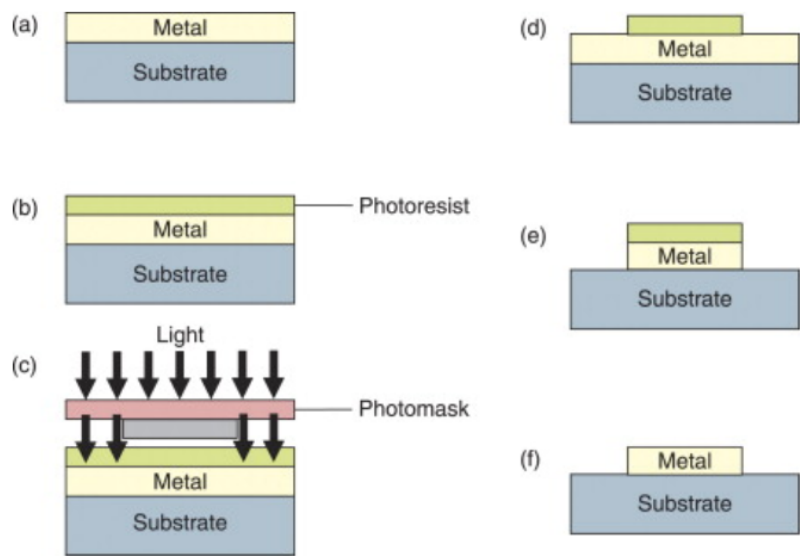 (a)
Metal
Substrate
(b)
Photoresist
Metal
Substrate
Light
(c)
Photomask
Metal
Substrate
(d)
Metal
Substrate
(e)
Metal
Substrate
(f)
Metal
Substrate